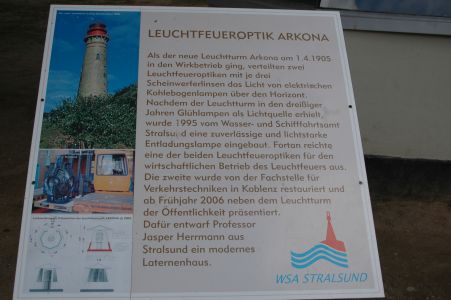 LEUCHTFEUEROPTIK ARKONA
Als der neue Leuchtturm Arkona am 1.4.1905
in den Wirkbetrieb ging, verteilten zwei
Leuchtfeueroptiken mit je drei
Scheinwerferlinsen das Licht von elektrischen
Kohlebogenlampen über den Horizont.
Nachdem der Leuchtturm in den dreißiger
Jahren Glühlampen als Lichtquelle erhielt,
wurde 1995 vom Wasser- und Schifffahrtsamt
Stralsund eine zuverlässige und lichtstarke
Entladungslampe eingebaut. Fortan reichte
eine der beiden Leuchtfeueroptiken für den
wirtschaftlichen Betrieb des Leuchtfeuers aus.
Die zweite wurde von der Fachstelle für
Verkehrstechniken in Koblenz restauriert und
ab Frühjahr 2006 neben dem Leuchtturm
der Öffentlichkeit präsentiert.
Dafür entwarf Professor
Jasper Herrmann aus
Stralsund ein modernes
Laternenhaus.
WSA STRALSUND